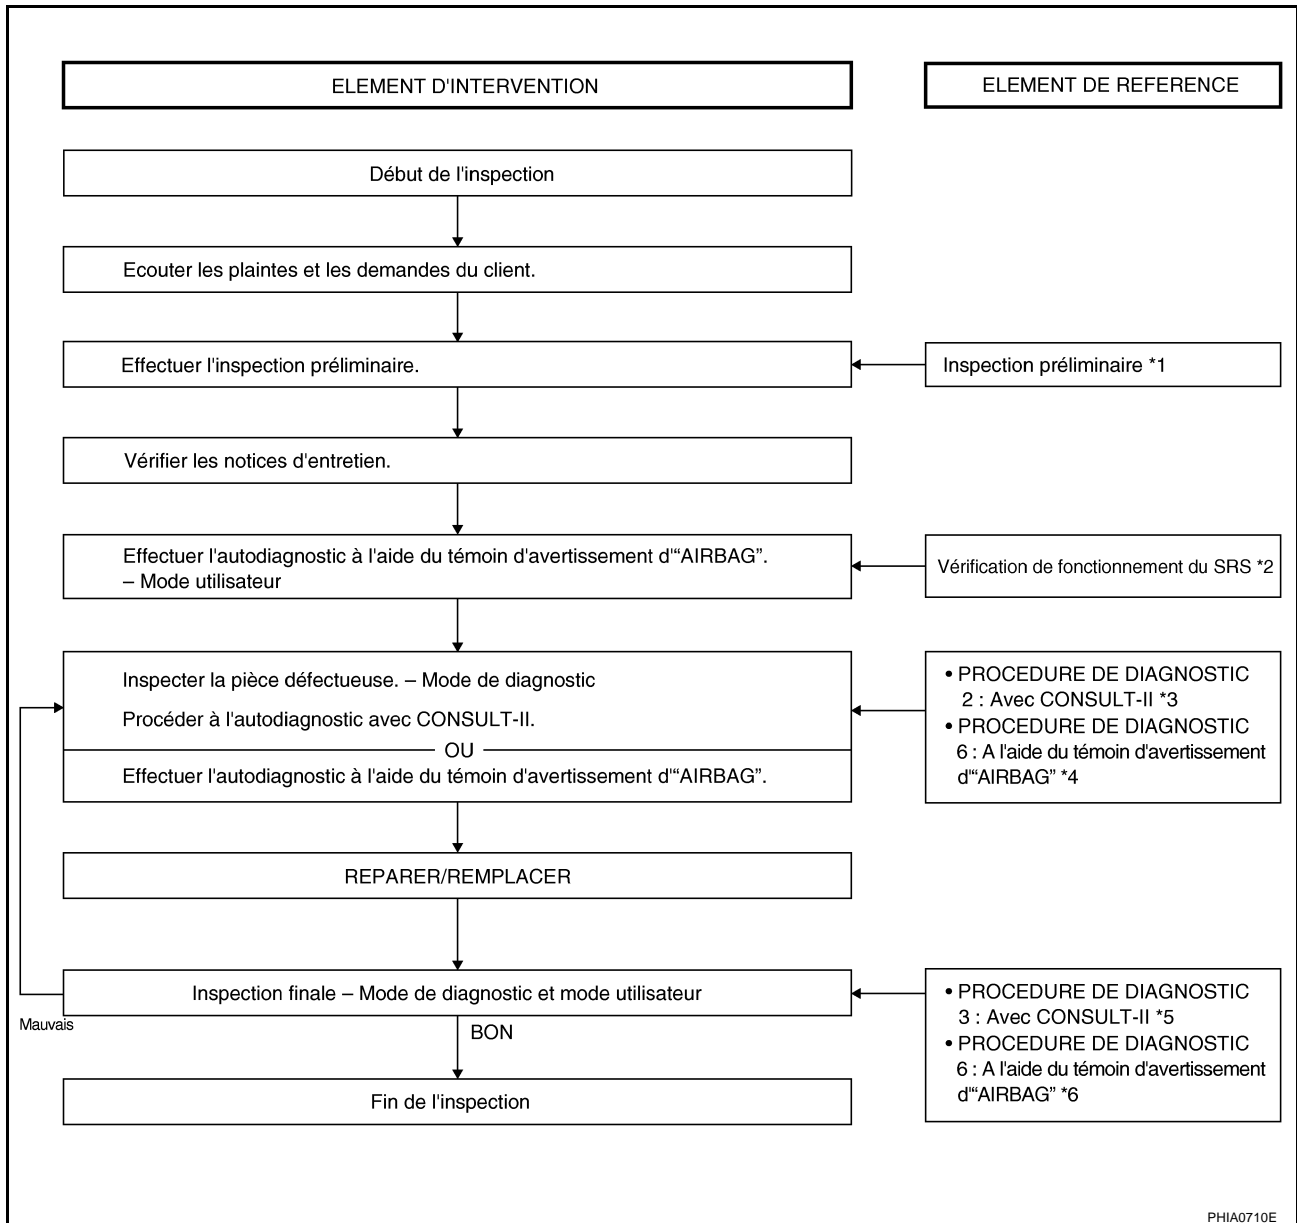 ELEMENT D'INTERVENTION
ELEMENT DE REFERENCE
Début de l'inspection
Ecouter les plaintes et les demandes du client.
Effectuer l'inspection préliminaire.
Inspection préliminaire *1
Vérifier les notices d'entretien.
Effectuer l'autodiagnostic à l'aide du témoin d'avertissement d'“AIRBAG”.
– Mode utilisateur
Vérification de fonctionnement du SRS *2
Inspecter la pièce défectueuse. – Mode de diagnostic
Procéder à l'autodiagnostic avec CONSULT-II.
OU
Effectuer l'autodiagnostic à l'aide du témoin d'avertissement d'“AIRBAG”.
• PROCEDURE DE DIAGNOSTIC
2 : Avec CONSULT-II *3
• PROCEDURE DE DIAGNOSTIC
6 : A l'aide du témoin d'avertissement
d'“AIRBAG” *4
REPARER/REMPLACER
Inspection finale – Mode de diagnostic et mode utilisateur
• PROCEDURE DE DIAGNOSTIC
3 : Avec CONSULT-II *5
• PROCEDURE DE DIAGNOSTIC
6 : A l'aide du témoin d'avertissement
d'“AIRBAG” *6
Mauvais
BON
Fin de l'inspection
PHIA0710E